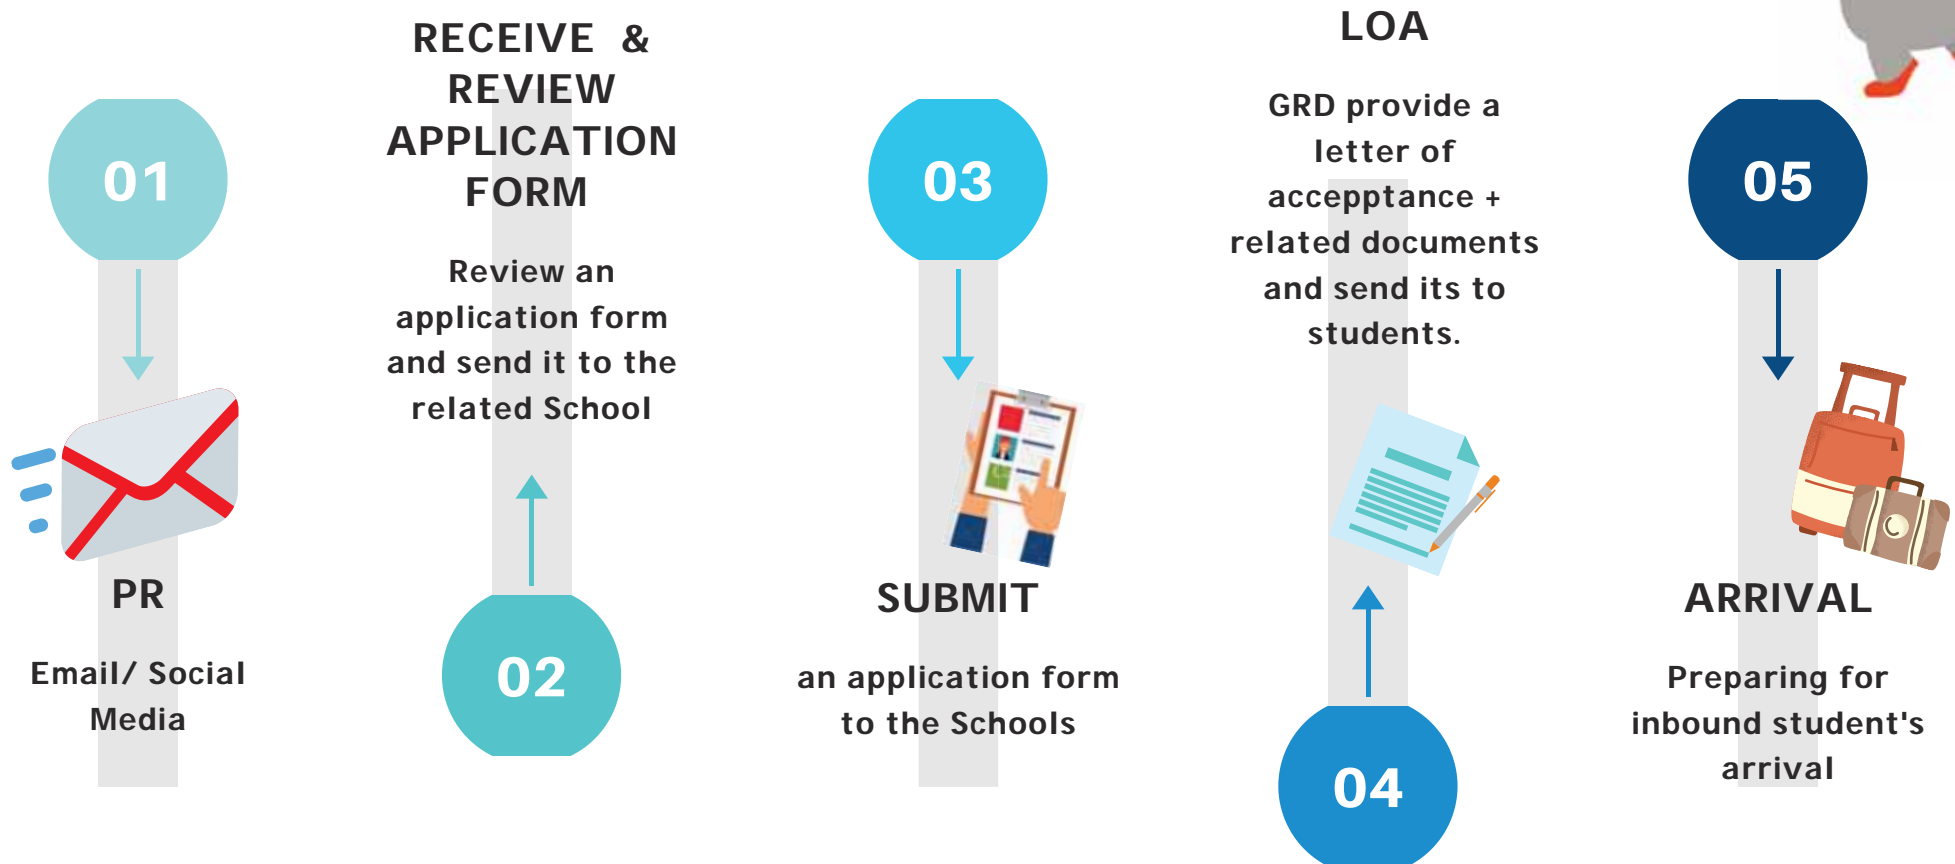 01
PR
Email/ Social
Media
RECEIVE &
REVIEW
APPLICATION
FORM
Review an
application form
and send it to the
related School
02
03
SUBMIT
an application form
to the Schools
LOA
GRD provide a
letter of
accepptance +
related documents
and send its to
students.
04
05
ARRIVAL
Preparing for
inbound student's
arrival